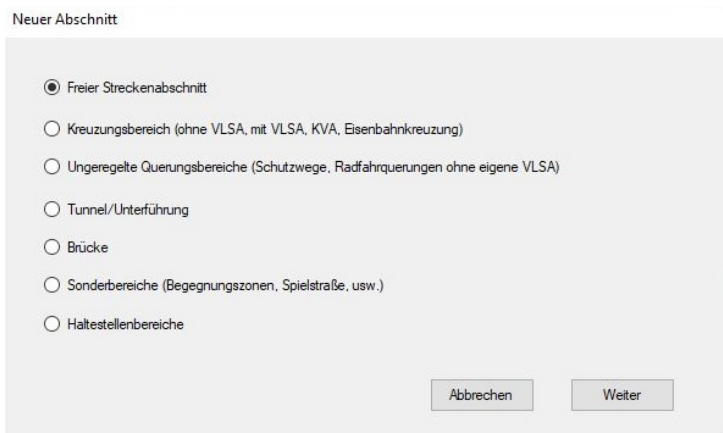 Neuer Abschnitt
Freier Streckenabschnitt
Kreuzungsbereich (ohne VLSA, mit VLSA, KVA, Eisenbahnkreuzung)
Ungeregelte Querungsbereiche (Schutzwege, Radfahrquerungen ohne eigene VLSA)
Tunnel/Unterführung
Brücke
Sonderbereiche (Begegnungszonen, Spielstraße, usw.)
Haltestellenbereiche
Abbrechen
Weiter